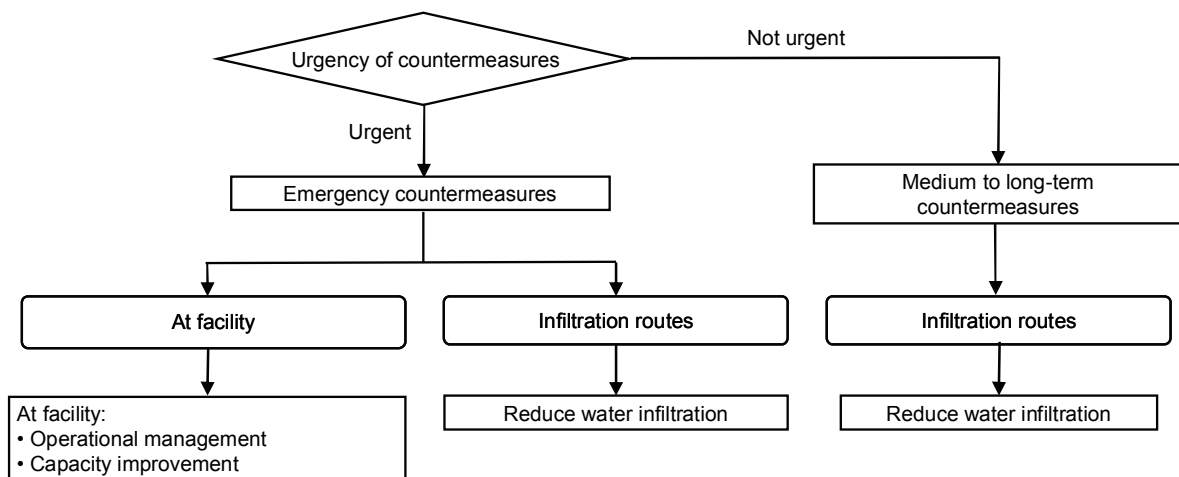 Urgency of countermeasures
Not urgent
Urgent
Emergency countermeasures
Medium to long-term
countermeasures
At facility
Infiltration routes
Infiltration routes
At facility:
• Operational management
• Capacity improvement
Reduce water infiltration
Reduce water infiltration